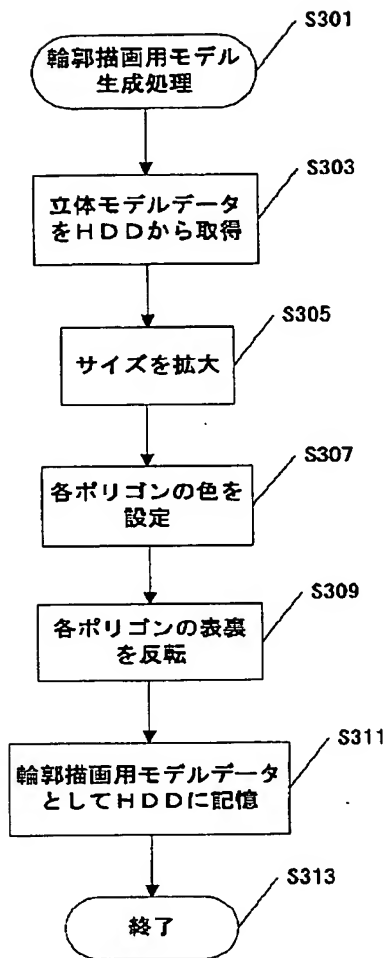 S301
輪郭描画用モデル
生成処理
S303
立体モデルデータ
をＨＤＤから取得
S305
サイズを拡大
S307
各ポリゴンの色を
設定
S309
各ポリゴンの表裏
を反転
S311
輪郭描画用モデルデータ
としてＨＤＤに記憶
S313
終了